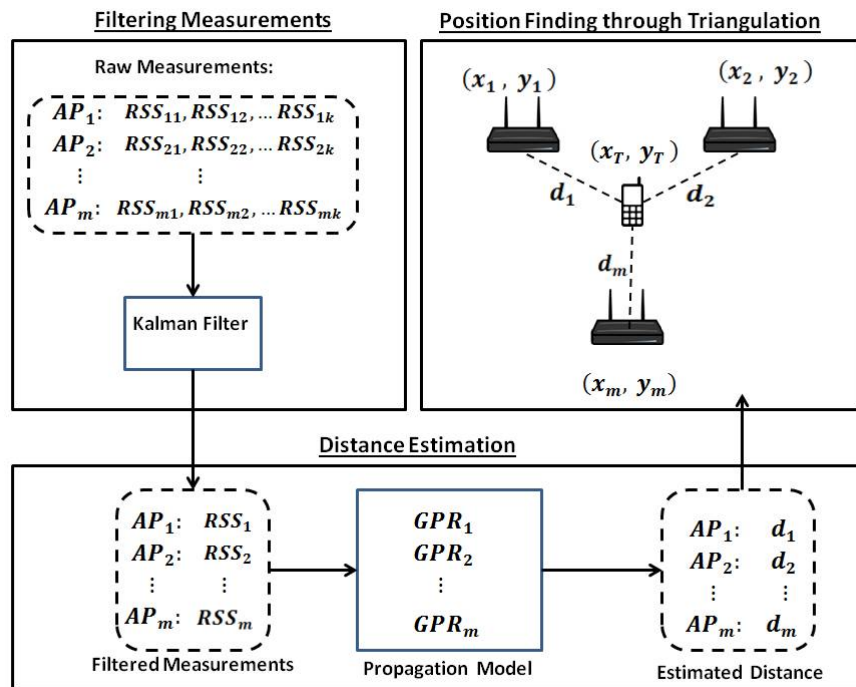 Filtering Measurements
Raw Measurements:
AP₁: RSS₁₁, RSS₁₂, ... RSS₁ₖ
AP₂: RSS₂₁, RSS₂₂, ... RSS₂ₖ
⋮ ⋮
APₘ: RSSₘ₁, RSSₘ₂, ... RSSₘₖ
Kalman Filter
Position Finding through Triangulation
(x₁, y₁)
(x₂, y₂)
(x_T, y_T)
d₁
d₂
dₘ
(xₘ, yₘ)
Distance Estimation
AP₁: RSS₁
AP₂: RSS₂
⋮ ⋮
APₘ: RSSₘ
Filtered Measurements
GPR₁
GPR₂
⋮
GPRₘ
Propagation Model
AP₁: d₁
AP₂: d₂
⋮ ⋮
APₘ: dₘ
Estimated Distance